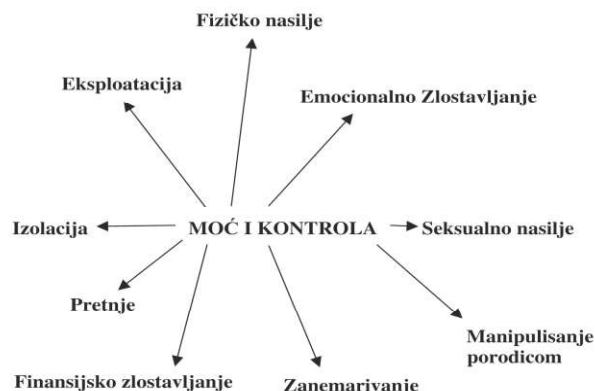 Fizičko nasilje
Eksploatacija
Emocionalno Zlostavljanje
Izolacija
MOĆ I KONTROLA
Seksualno nasilje
Pretnje
Manipulisanje
porodicom
Finansijsko zlostavljanje
Zanemarivanje